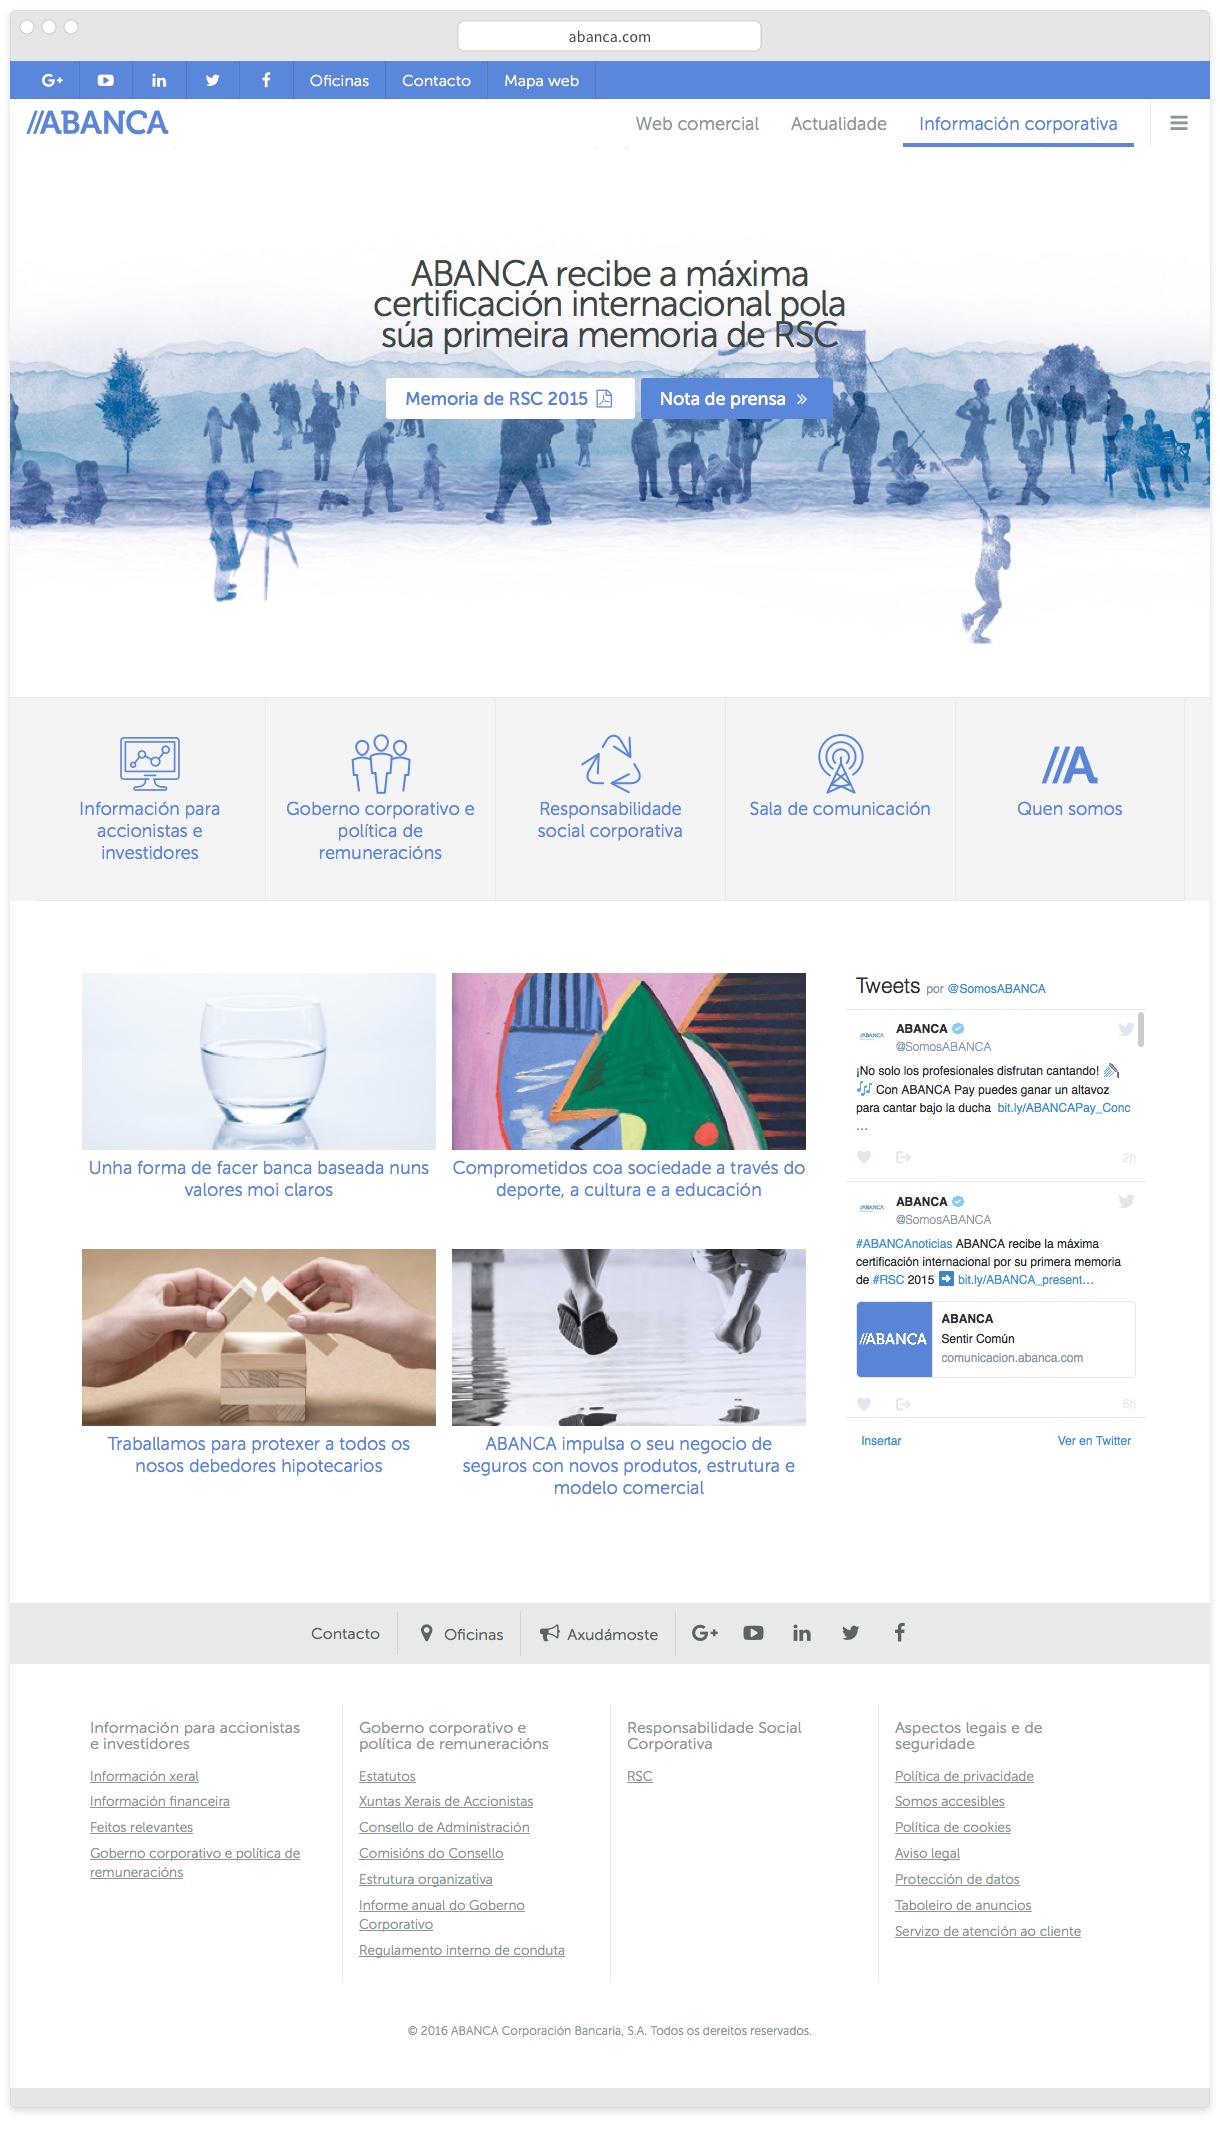 abanca.com
G+
in
f
Oficinas
Contacto
Mapa web
//ABANCA
Web comercial
Actualidade
Información corporativa
ABANCA recibe a máxima
certificación internacional pola
súa primeira memoria de RSC
Memoria de RSC 2015
Nota de prensa »
Información para
accionistas e
investidores
Goberno corporativo e
política de
remuneracións
Responsabilidade
social corporativa
Sala de comunicación
//A
Quen somos
Unha forma de facer banca baseada nuns
valores moi claros
Comprometidos coa sociedade a través do
deporte, a cultura e a educación
Traballamos para protexer a todos os
nosos debedores hipotecarios
ABANCA impulsa o seu negocio de
seguros con novos produtos, estrutura e
modelo comercial
Tweets por @SomosABANCA
//ABANCA
ABANCA
@SomosABANCA
¡No solo los profesionales disfrutan cantando!
Con ABANCA Pay puedes ganar un altavoz
para cantar bajo la ducha bit.ly/ABANCAPay_Conc
…
2h
//ABANCA
ABANCA
@SomosABANCA
#ABANCAnoticias ABANCA recibe la máxima
certificación internacional por su primera memoria
de #RSC 2015 ➡ bit.ly/ABANCA_present…
//ABANCA
ABANCA
Sentir Común
comunicacion.abanca.com
6h
Insertar
Ver en Twitter
Contacto
Oficinas
Axudámoste
G+
in
f
Información para accionistas
e investidores
Información xeral
Información financeira
Feitos relevantes
Goberno corporativo e política de
remuneracións
Goberno corporativo e
política de remuneracións
Estatutos
Xuntas Xerais de Accionistas
Consello de Administración
Comisións do Consello
Estrutura organizativa
Informe anual do Goberno
Corporativo
Regulamento interno de conduta
Responsabilidade Social
Corporativa
RSC
Aspectos legais e de
seguridade
Política de privacidade
Somos accesibles
Política de cookies
Aviso legal
Protección de datos
Taboleiro de anuncios
Servizo de atención ao cliente
© 2016 ABANCA Corporación Bancaria, S.A. Todos os dereitos reservados.